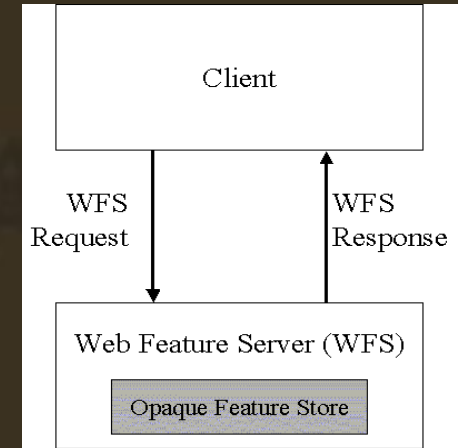 Client
WFS
Request
WFS
Response
Web Feature Server (WFS)
Opaque Feature Store